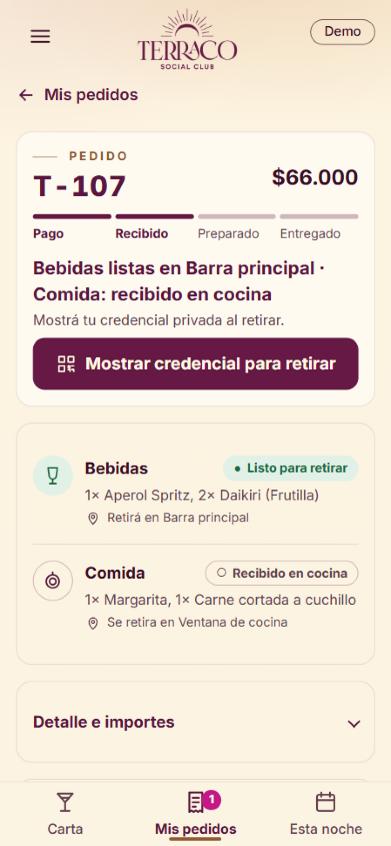 TERRACO
SOCIAL CLUB
Demo
← Mis pedidos
PEDIDO
T-107
$66.000
Pago
Recibido
Preparado
Entregado
Bebidas listas en Barra principal ·
Comida: recibido en cocina
Mostrá tu credencial privada al retirar.
Mostrar credencial para retirar
Bebidas
Listo para retirar
1× Aperol Spritz, 2× Daikiri (Frutilla)
Retirá en Barra principal
Comida
Recibido en cocina
1× Margarita, 1× Carne cortada a cuchillo
Se retira en Ventana de cocina
Detalle e importes
1
Carta
Mis pedidos
Esta noche